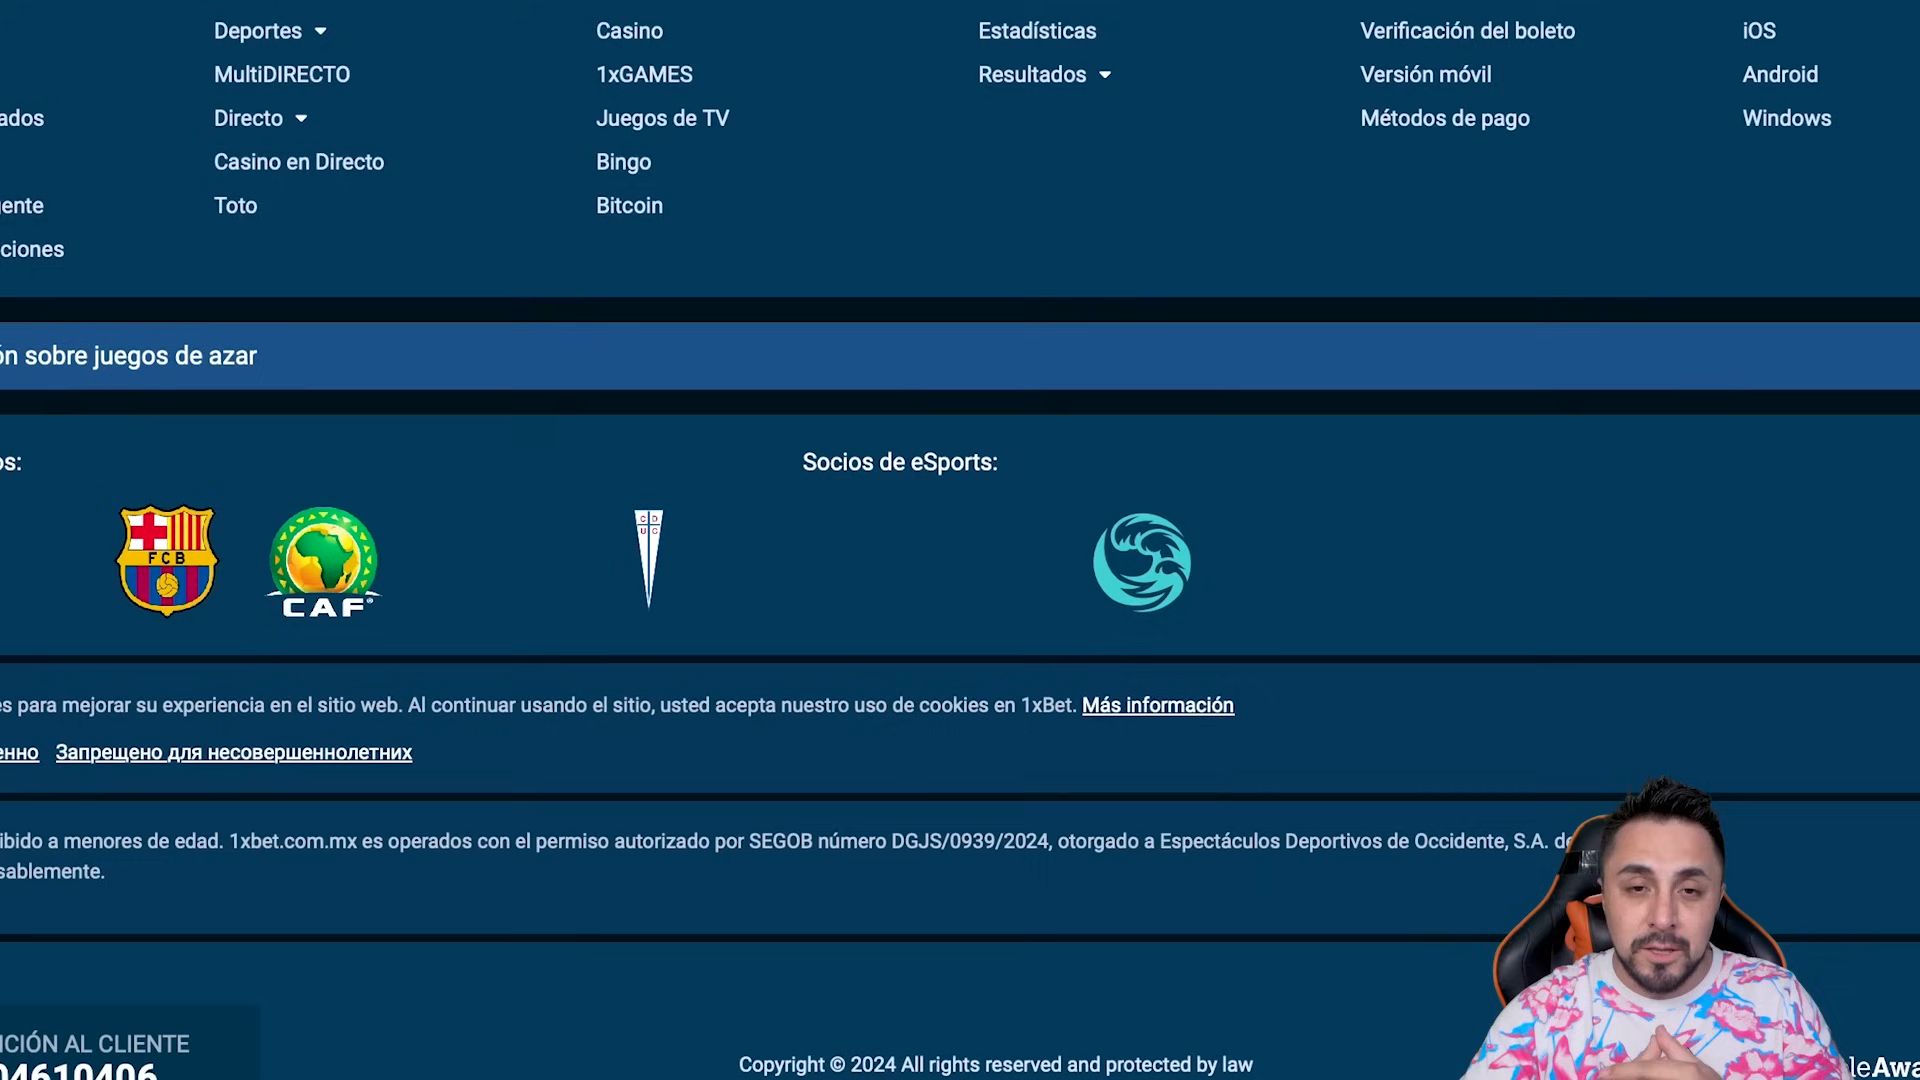 Deportes
Casino
Estadísticas
Verificación del boleto
iOS
MultiDIRECTO
1xGAMES
Resultados
Versión móvil
Android
ados
Directo
Juegos de TV
Métodos de pago
Windows
Casino en Directo
Bingo
ente
Toto
Bitcoin
ciones
ón sobre juegos de azar
os:
Socios de eSports:
FCB
CAF
CD
UC
es para mejorar su experiencia en el sitio web. Al continuar usando el sitio, usted acepta nuestro uso de cookies en 1xBet. Más información
енно Запрещено для несовершеннолетних
ibido a menores de edad. 1xbet.com.mx es operados con el permiso autorizado por SEGOB número DGJS/0939/2024, otorgado a Espectáculos Deportivos de Occidente, S.A. de
sablemente.
NCIÓN AL CLIENTE
04610406
Copyright © 2024 All rights reserved and protected by law
leAwa